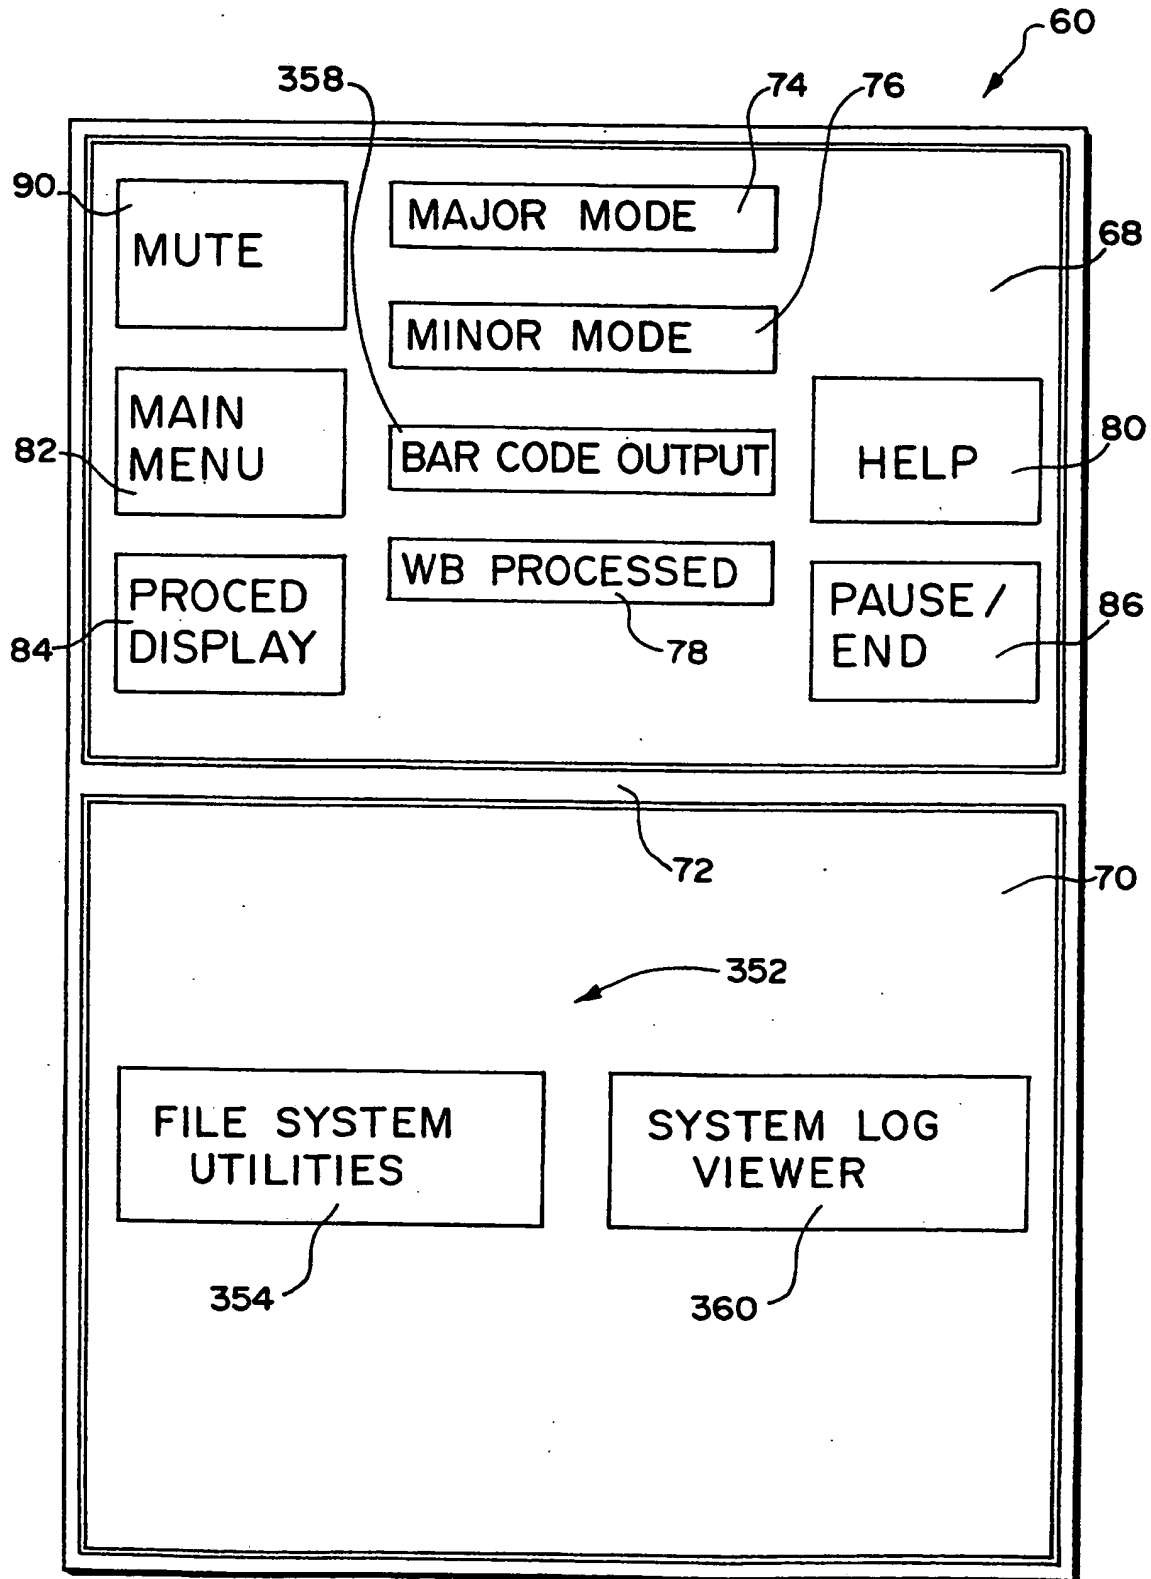 60
358
74
76
90
MUTE
MAJOR MODE
68
MINOR MODE
MAIN
MENU
82
BAR CODE OUTPUT
HELP
80
PROCED
DISPLAY
84
WB PROCESSED
78
PAUSE /
END
86
72
70
352
FILE SYSTEM
UTILITIES
SYSTEM LOG
VIEWER
354
360